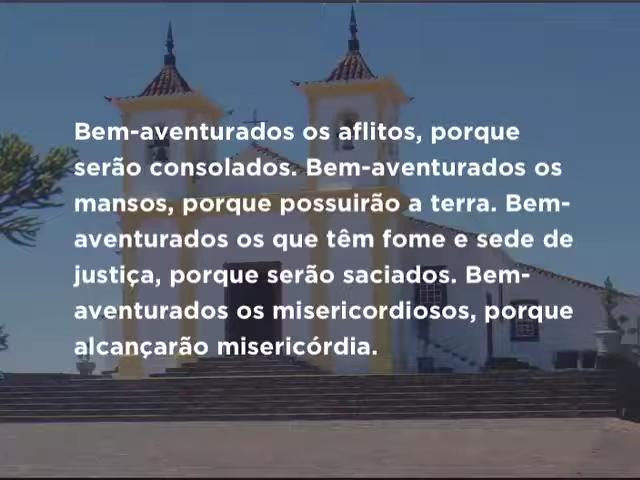 Bem-aventurados os aflitos, porque
serão consolados. Bem-aventurados os
mansos, porque possuirão a terra. Bem-
aventurados os que têm fome e sede de
justiça, porque serão saciados. Bem-
aventurados os misericordiosos, porque
alcançarão misericórdia.